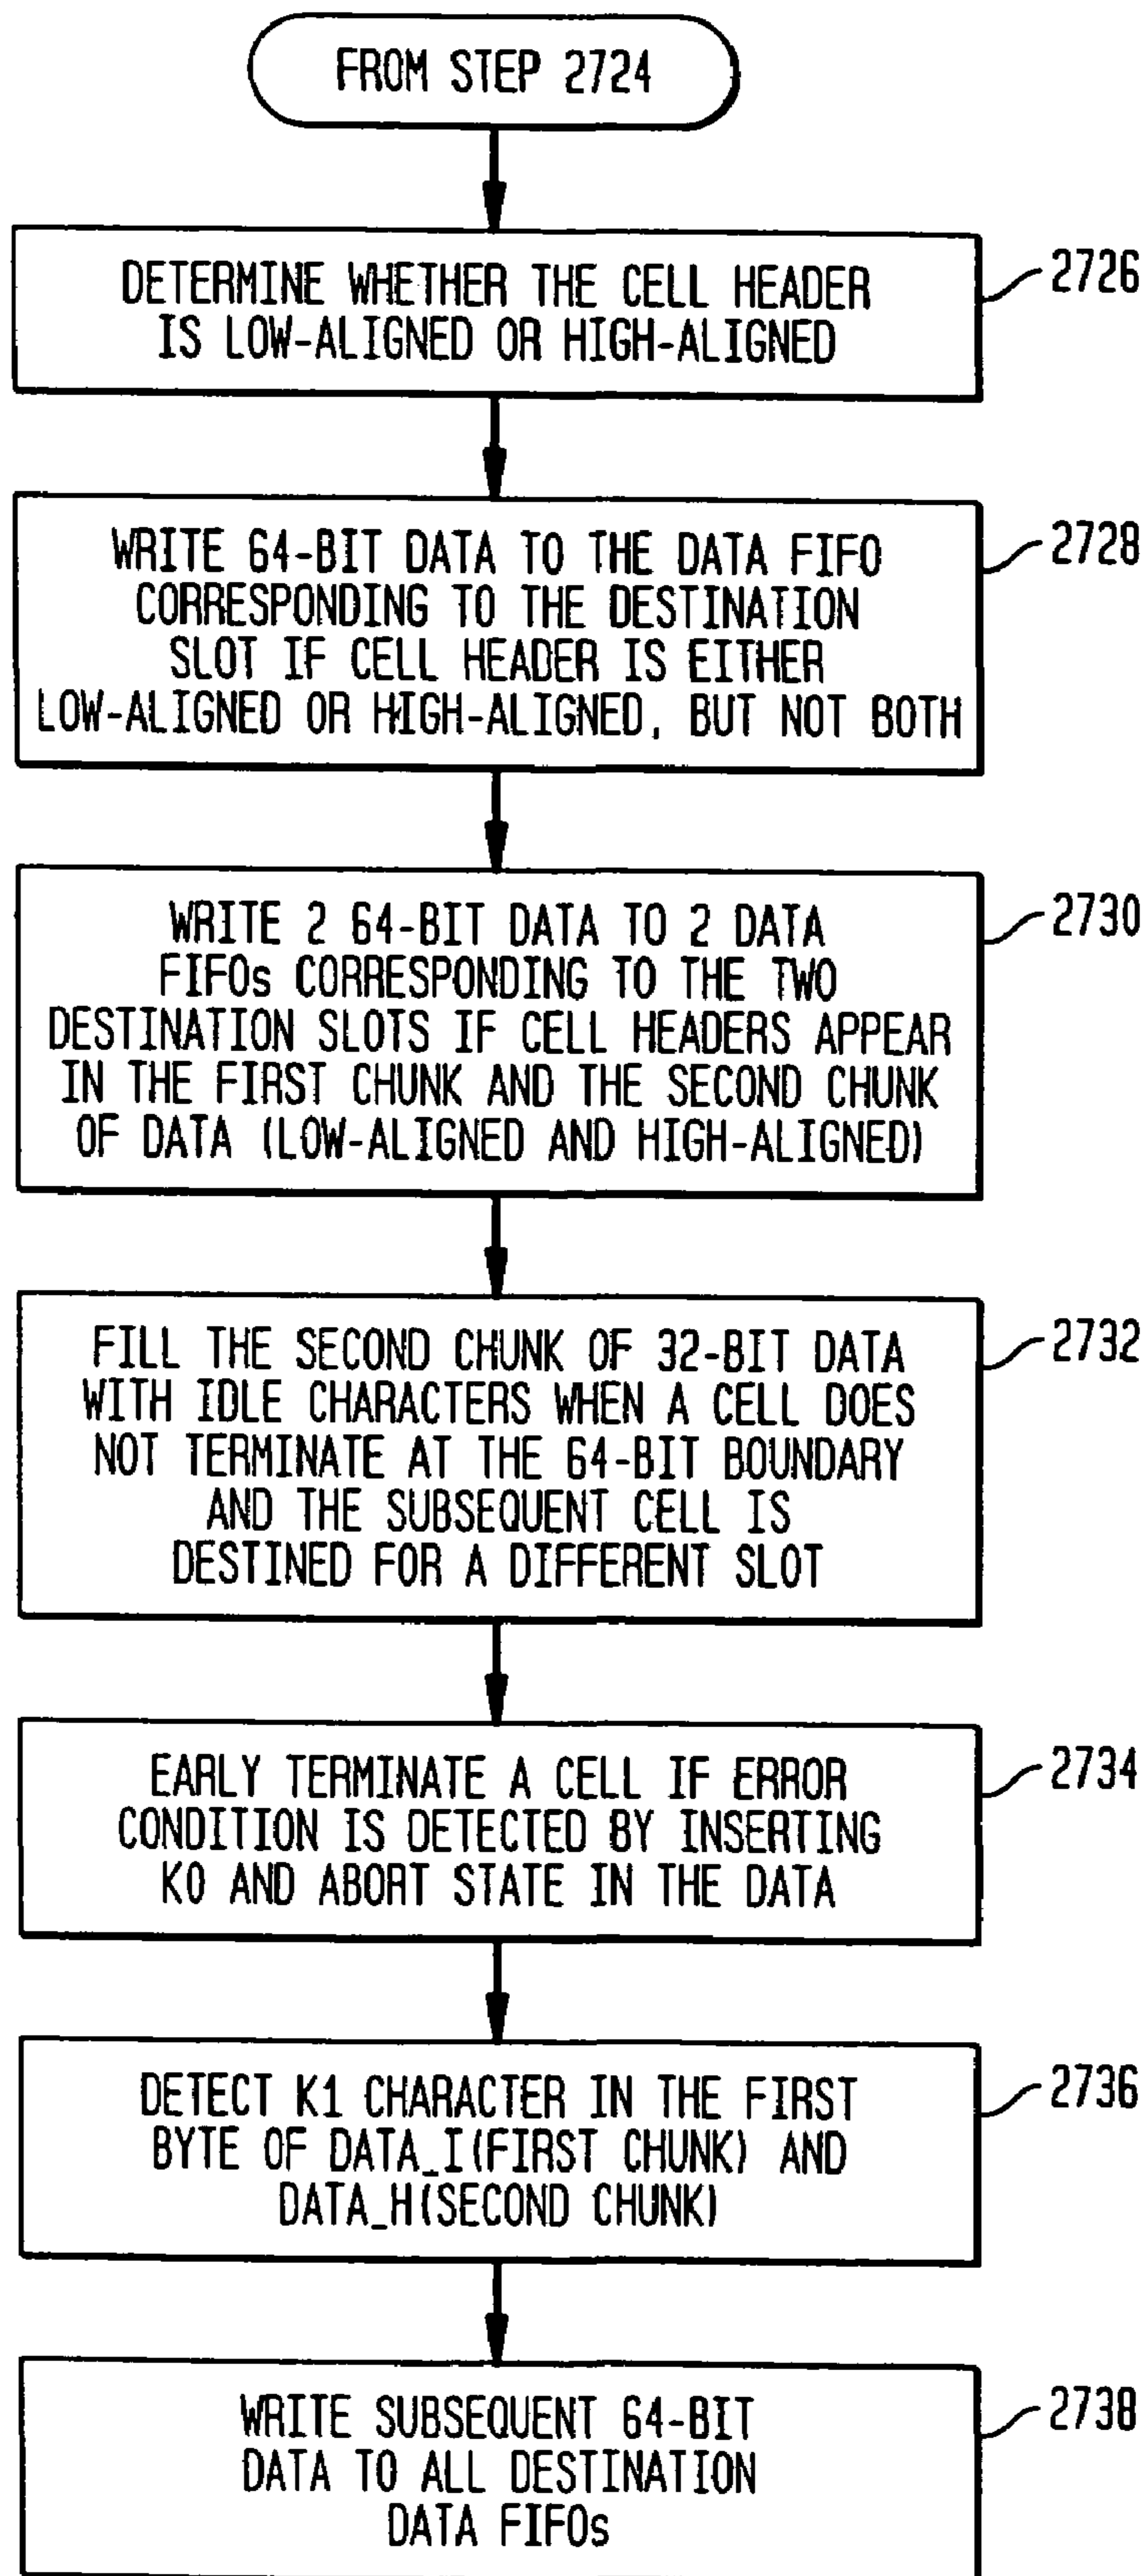 FROM STEP 2724
DETERMINE WHETHER THE CELL HEADER
IS LOW-ALIGNED OR HIGH-ALIGNED
2726
WRITE 64-BIT DATA TO THE DATA FIFO
CORRESPONDING TO THE DESTINATION
SLOT IF CELL HEADER IS EITHER
LOW-ALIGNED OR HIGH-ALIGNED, BUT NOT BOTH
2728
WRITE 2 64-BIT DATA TO 2 DATA
FIFOs CORRESPONDING TO THE TWO
DESTINATION SLOTS IF CELL HEADERS APPEAR
IN THE FIRST CHUNK AND THE SECOND CHUNK
OF DATA (LOW-ALIGNED AND HIGH-ALIGNED)
2730
FILL THE SECOND CHUNK OF 32-BIT DATA
WITH IDLE CHARACTERS WHEN A CELL DOES
NOT TERMINATE AT THE 64-BIT BOUNDARY
AND THE SUBSEQUENT CELL IS
DESTINED FOR A DIFFERENT SLOT
2732
EARLY TERMINATE A CELL IF ERROR
CONDITION IS DETECTED BY INSERTING
K0 AND ABORT STATE IN THE DATA
2734
DETECT K1 CHARACTER IN THE FIRST
BYTE OF DATA_I(FIRST CHUNK) AND
DATA_H(SECOND CHUNK)
2736
WRITE SUBSEQUENT 64-BIT
DATA TO ALL DESTINATION
DATA FIFOs
2738